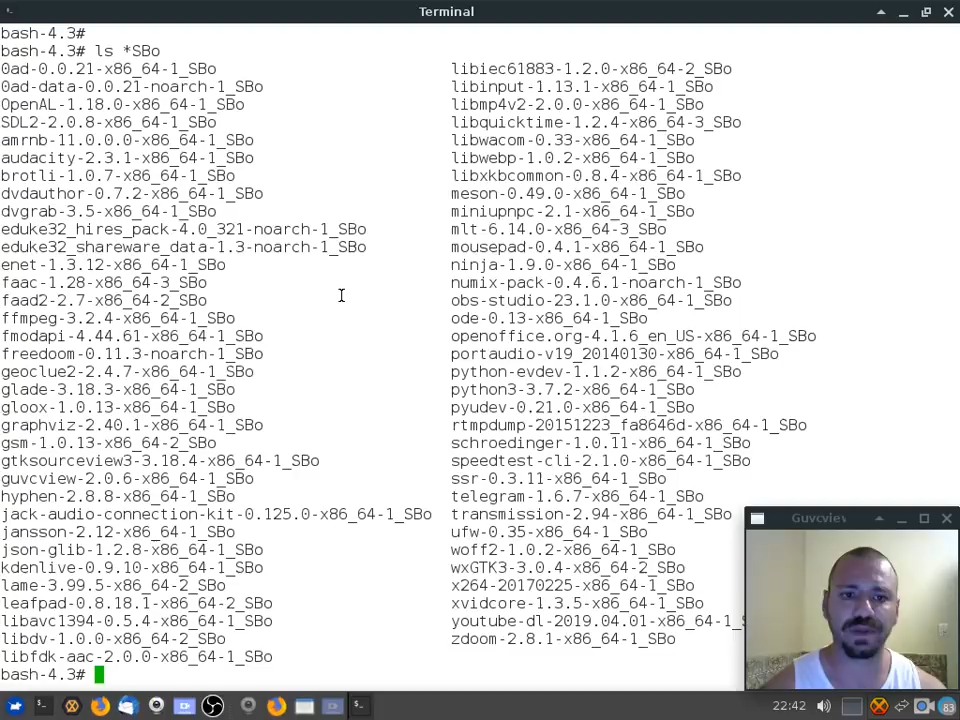 Terminal
bash-4.3#
bash-4.3# ls *SBo
0ad-0.0.21-x86_64-1_SBo
0ad-data-0.0.21-noarch-1_SBo
OpenAL-1.18.0-x86_64-1_SBo
SDL2-2.0.8-x86_64-1_SBo
amrnb-11.0.0.0-x86_64-1_SBo
audacity-2.3.1-x86_64-1_SBo
brotli-1.0.7-x86_64-1_SBo
dvdauthor-0.7.2-x86_64-1_SBo
dvgrab-3.5-x86_64-1_SBo
eduke32_hires_pack-4.0_321-noarch-1_SBo
eduke32_shareware_data-1.3-noarch-1_SBo
enet-1.3.12-x86_64-1_SBo
faac-1.28-x86_64-3_SBo
faad2-2.7-x86_64-2_SBo
ffmpeg-3.2.4-x86_64-1_SBo
fmodapi-4.44.61-x86_64-1_SBo
freedoom-0.11.3-noarch-1_SBo
geoclue2-2.4.7-x86_64-1_SBo
glade-3.18.3-x86_64-1_SBo
gloox-1.0.13-x86_64-1_SBo
graphviz-2.40.1-x86_64-1_SBo
gsm-1.0.13-x86_64-2_SBo
gtksourceview3-3.18.4-x86_64-1_SBo
guvcview-2.0.6-x86_64-1_SBo
hyphen-2.8.8-x86_64-1_SBo
jack-audio-connection-kit-0.125.0-x86_64-1_SBo
jansson-2.12-x86_64-1_SBo
json-glib-1.2.8-x86_64-1_SBo
kdenlive-0.9.10-x86_64-1_SBo
lame-3.99.5-x86_64-2_SBo
leafpad-0.8.18.1-x86_64-2_SBo
libavc1394-0.5.4-x86_64-1_SBo
libdv-1.0.0-x86_64-2_SBo
libfdk-aac-2.0.0-x86_64-1_SBo
libiec61883-1.2.0-x86_64-2_SBo
libinput-1.13.1-x86_64-1_SBo
libmp4v2-2.0.0-x86_64-1_SBo
libquicktime-1.2.4-x86_64-3_SBo
libwacom-0.33-x86_64-1_SBo
libwebp-1.0.2-x86_64-1_SBo
libxkbcommon-0.8.4-x86_64-1_SBo
meson-0.49.0-x86_64-1_SBo
miniupnpc-2.1-x86_64-1_SBo
mlt-6.14.0-x86_64-3_SBo
mousepad-0.4.1-x86_64-1_SBo
ninja-1.9.0-x86_64-1_SBo
numix-pack-0.4.6.1-noarch-1_SBo
obs-studio-23.1.0-x86_64-1_SBo
ode-0.13-x86_64-1_SBo
openoffice.org-4.1.6_en_US-x86_64-1_SBo
portaudio-v19_20140130-x86_64-1_SBo
python-evdev-1.1.2-x86_64-1_SBo
python3-3.7.2-x86_64-1_SBo
pyudev-0.21.0-x86_64-1_SBo
rtmpdump-20151223_fa8646d-x86_64-1_SBo
schroedinger-1.0.11-x86_64-1_SBo
speedtest-cli-2.1.0-x86_64-1_SBo
ssr-0.3.11-x86_64-1_SBo
telegram-1.6.7-x86_64-1_SBo
transmission-2.94-x86_64-1_SBo
ufw-0.35-x86_64-1_SBo
woff2-1.0.2-x86_64-1_SBo
wxGTK3-3.0.4-x86_64-2_SBo
x264-20170225-x86_64-1_SBo
xvidcore-1.3.5-x86_64-1_SBo
youtube-dl-2019.04.01-x86_64-1_S
zdoom-2.8.1-x86_64-1_SBo
bash-4.3#
Guvcview
22:42
83